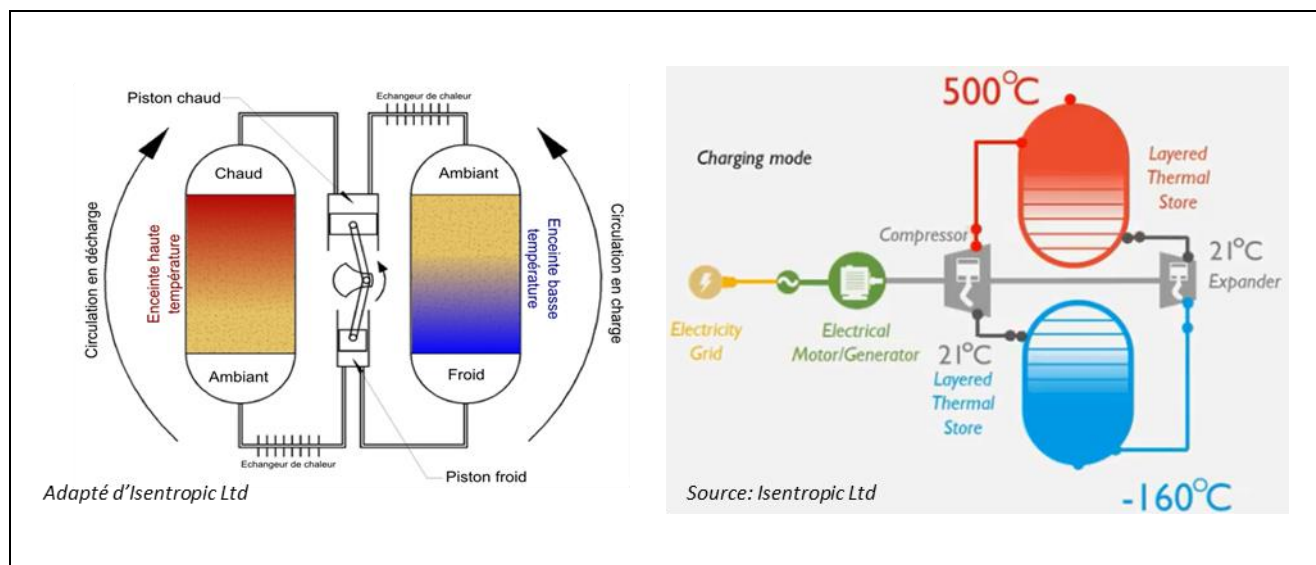 Piston chaud
Echangeur de chaleur
Circulation en décharge
Enceinte haute
température
Chaud
Ambiant
Ambiant
Froid
Enceinte basse
température
Circulation en charge
Echangeur de chaleur
Piston froid
Adapté d'Isentropic Ltd
500°C
Charging mode
Layered
Thermal
Store
Compressor
21°C
Expander
Electricity
Grid
Electrical
Motor/Generator
21°C
Layered
Thermal
Store
-160°C
Source: Isentropic Ltd